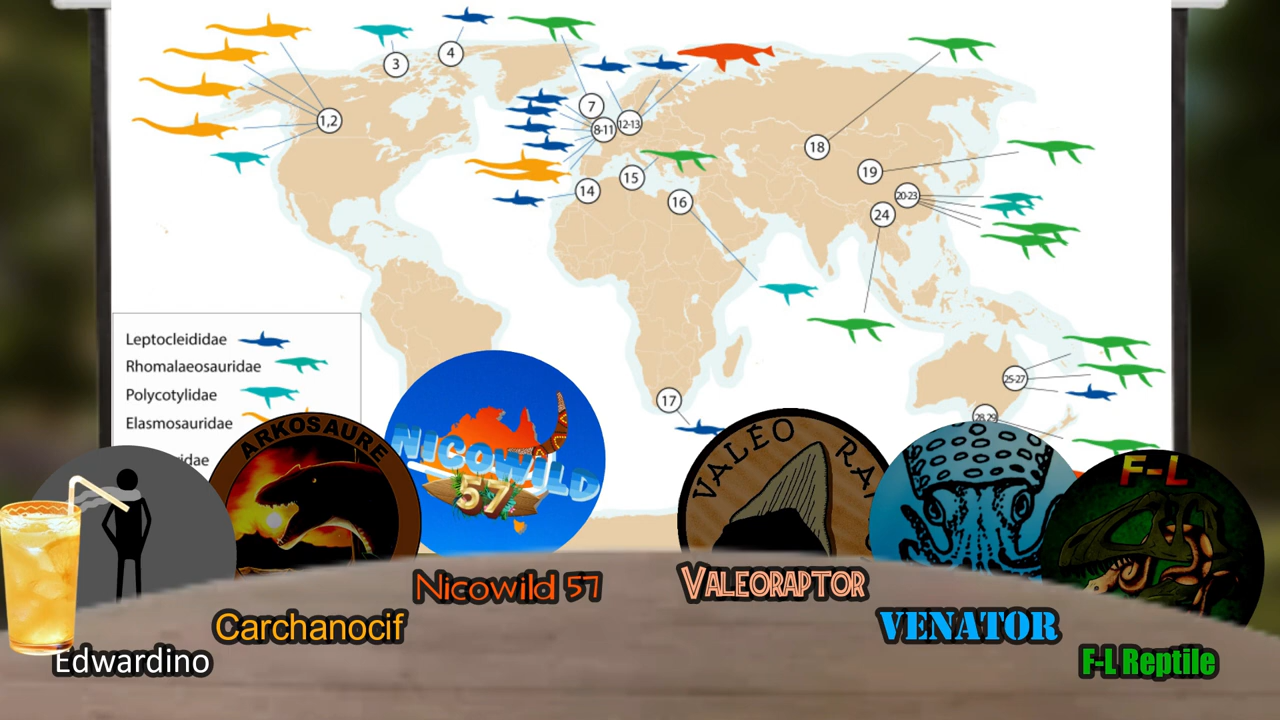 3
4
1,2
7
8-11
12-13
14
15
16
18
19
20-23
24
17
25-27
28,29
Leptocleididae
Rhomalaeosauridae
Polycotylidae
Elasmosauridae
ARKOSAURE
NICOWILD
57
VALÉO
F-L
Nicowild 57
VALEORAPTOR
Carchanocif
VENATOR
Edwardino
F-L Reptile